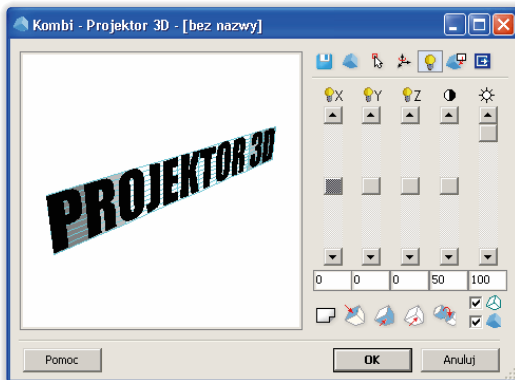 Kombi - Projektor 3D - [bez nazwy]
X Y Z
PROJEKTOR 3D
0 0 0 50 100
Pomoc OK Anuluj